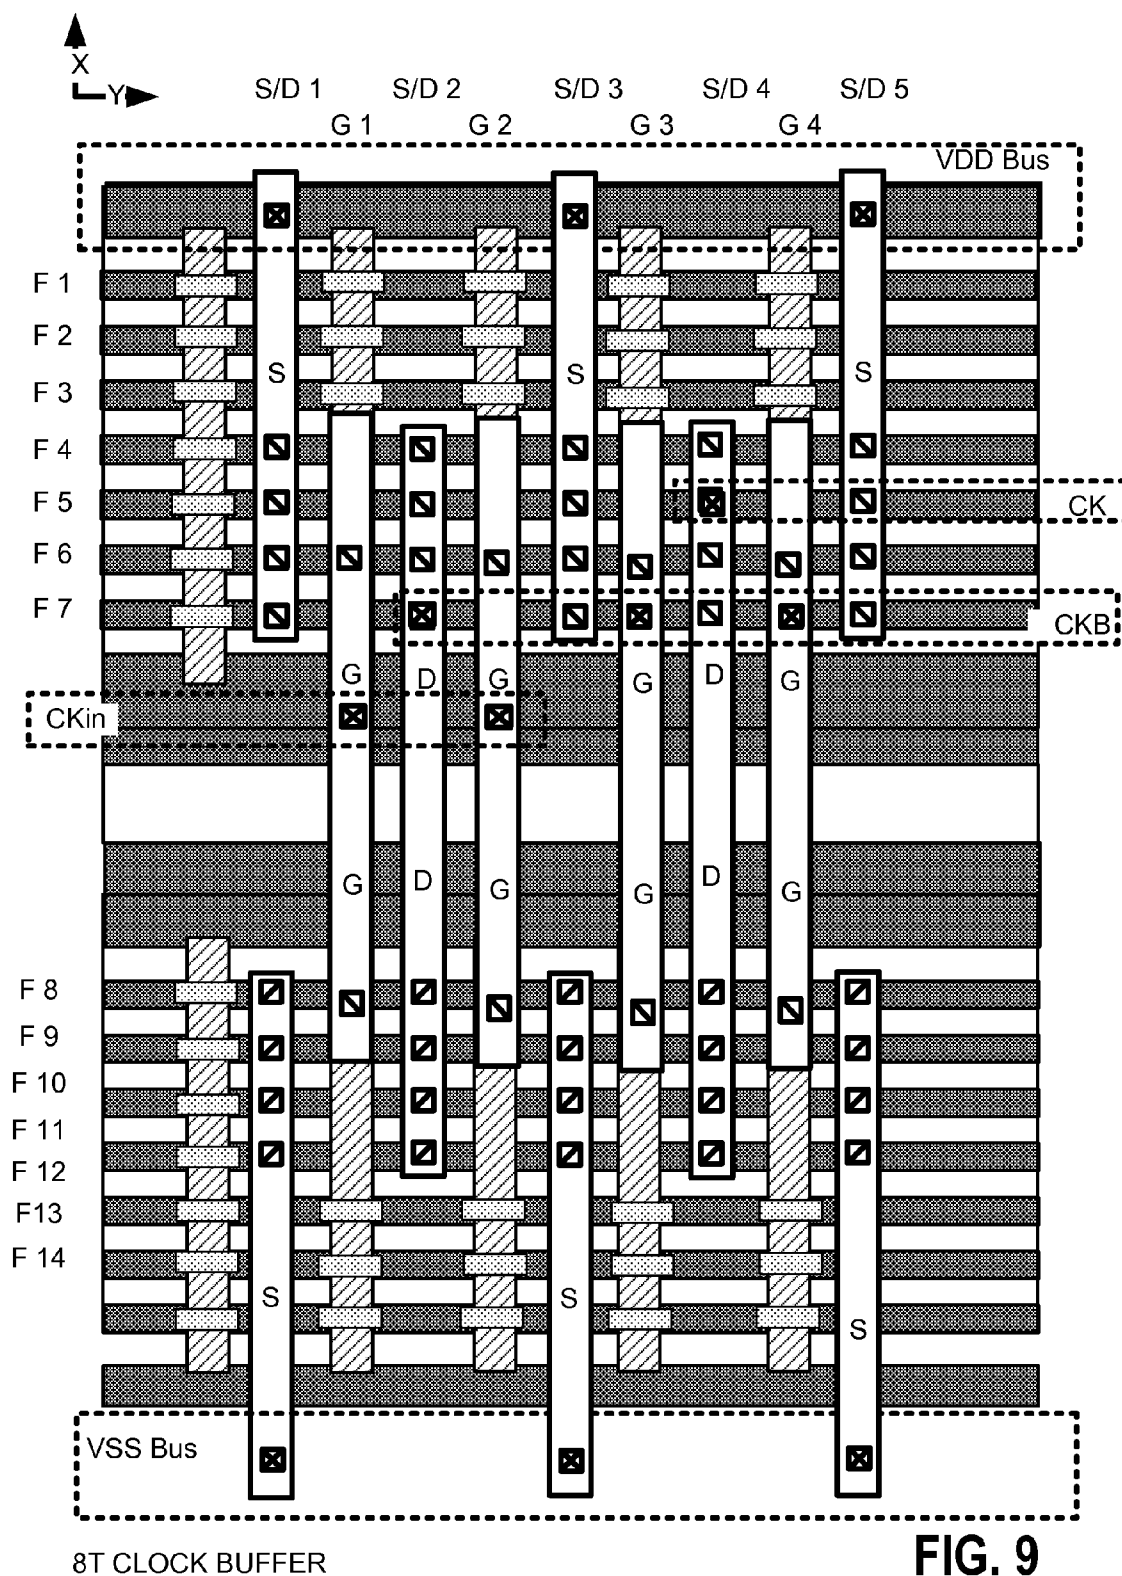 X
Y
S/D 1 S/D 2 S/D 3 S/D 4 S/D 5
G 1 G 2 G 3 G 4
VDD Bus
F 1
F 2
F 3
S S S
F 4
F 5
CK
F 6
F 7
CKB
G D G G D G
CKin
G D G G D G
F 8
F 9
F 10
F 11
F 12
F13
F 14
S S S
VSS Bus
8T CLOCK BUFFER
FIG. 9